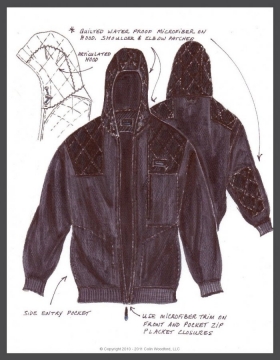 * QUILTED WATER PROOF MICROFIBER ON
HOOD, SHOULDER & ELBOW PATCHES
ARTICULATED
HOOD
SIDE ENTRY POCKET
* USE MICROFIBER TRIM ON
FRONT AND POCKET ZIP
PLACKET CLOSURES